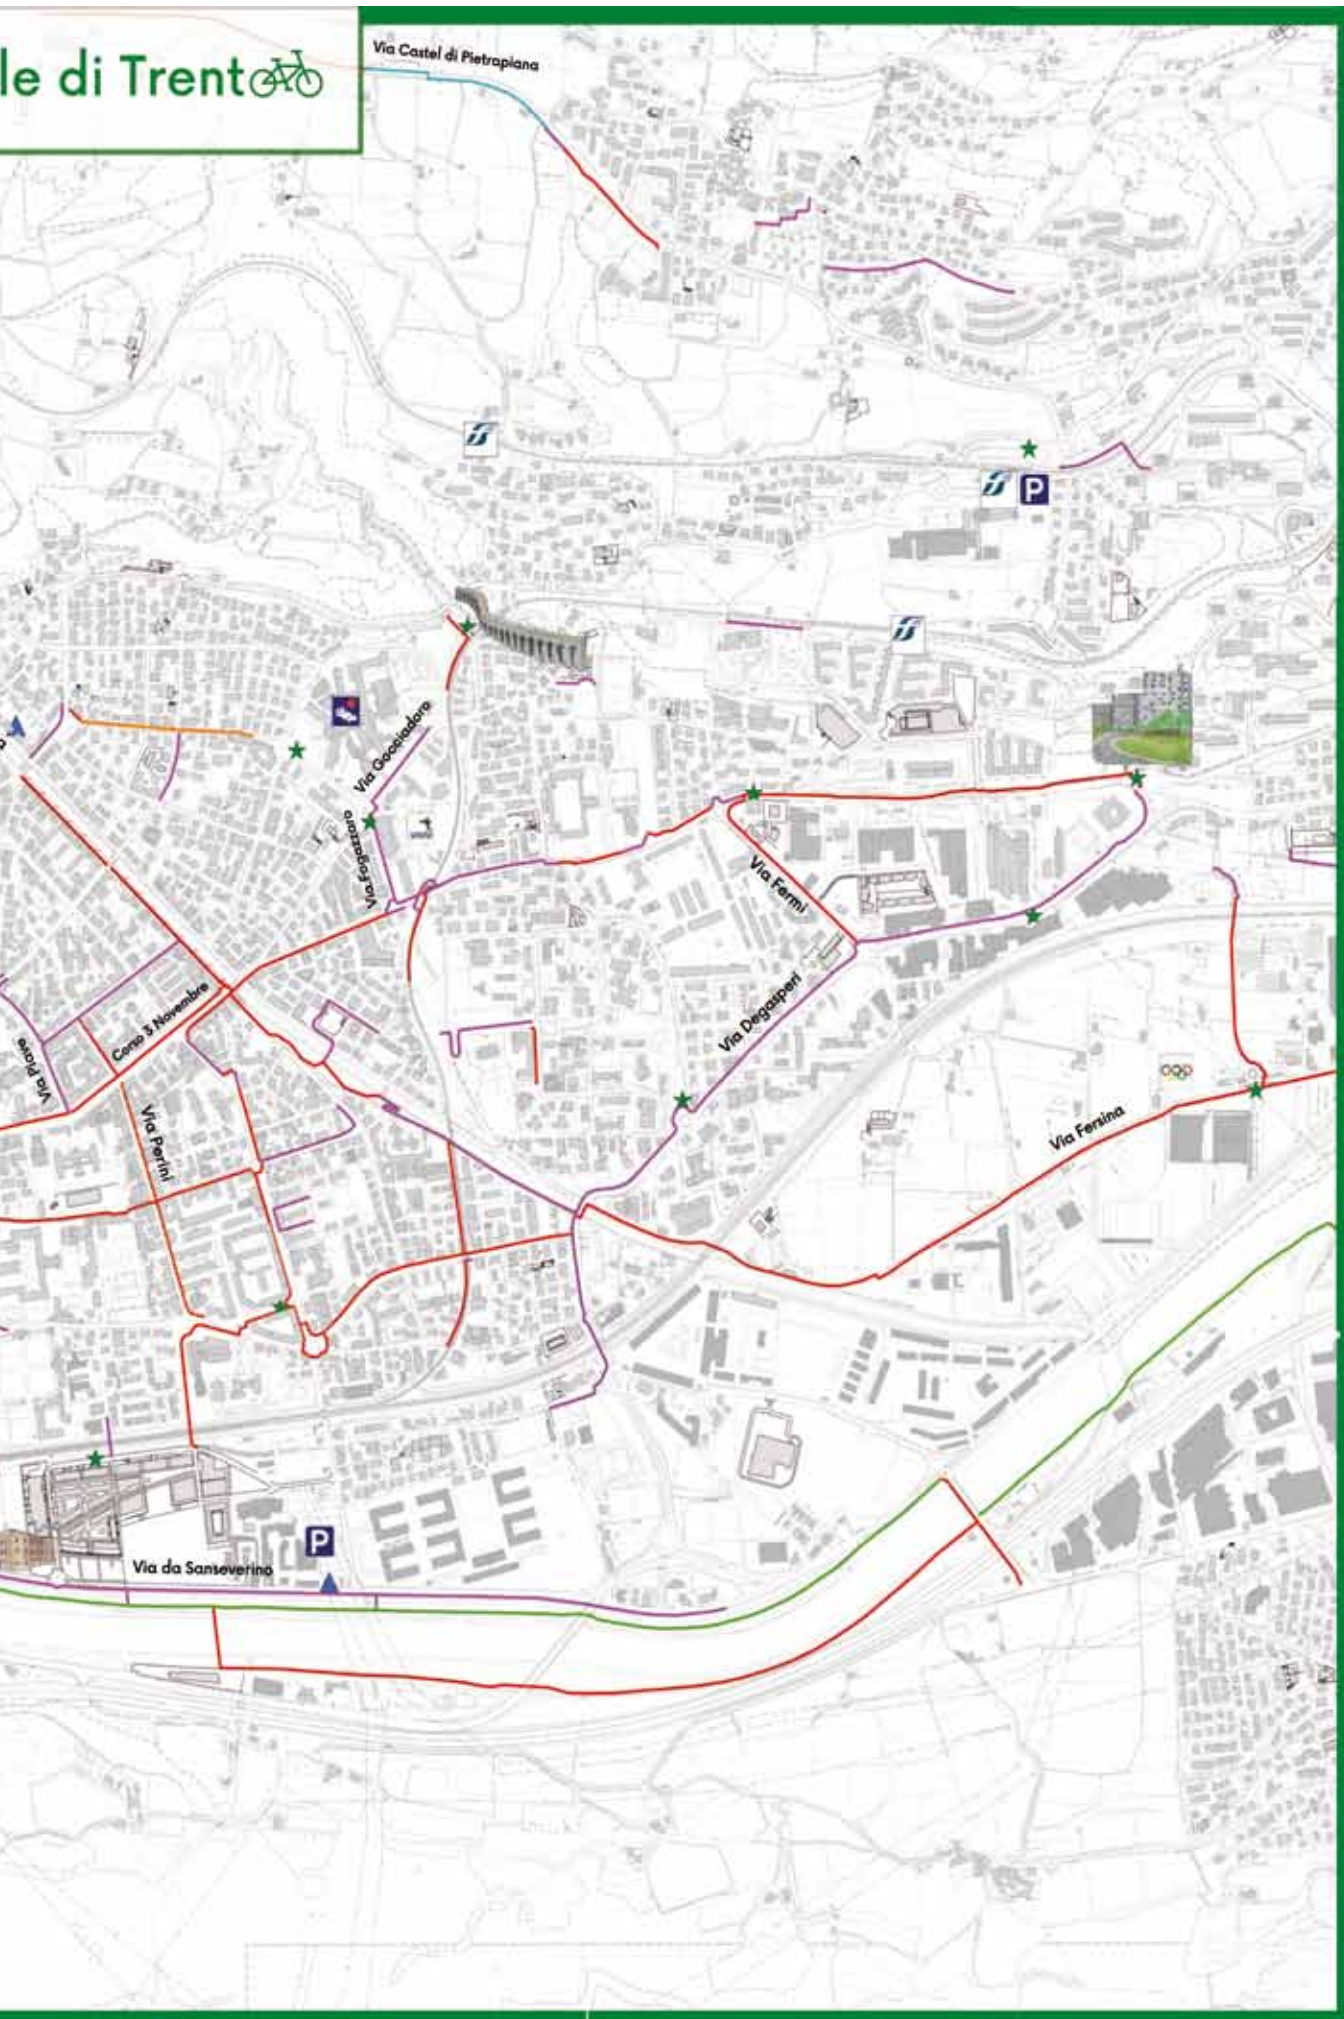 le di Trento
Via Castel di Pietrapiana
P
Via Gocciadoro
Via Fogazzaro
Via Fermi
Via Degasperi
Corso 3 Novembre
Via Piave
Via Perini
Via Fersina
P
Via da Sanseverino